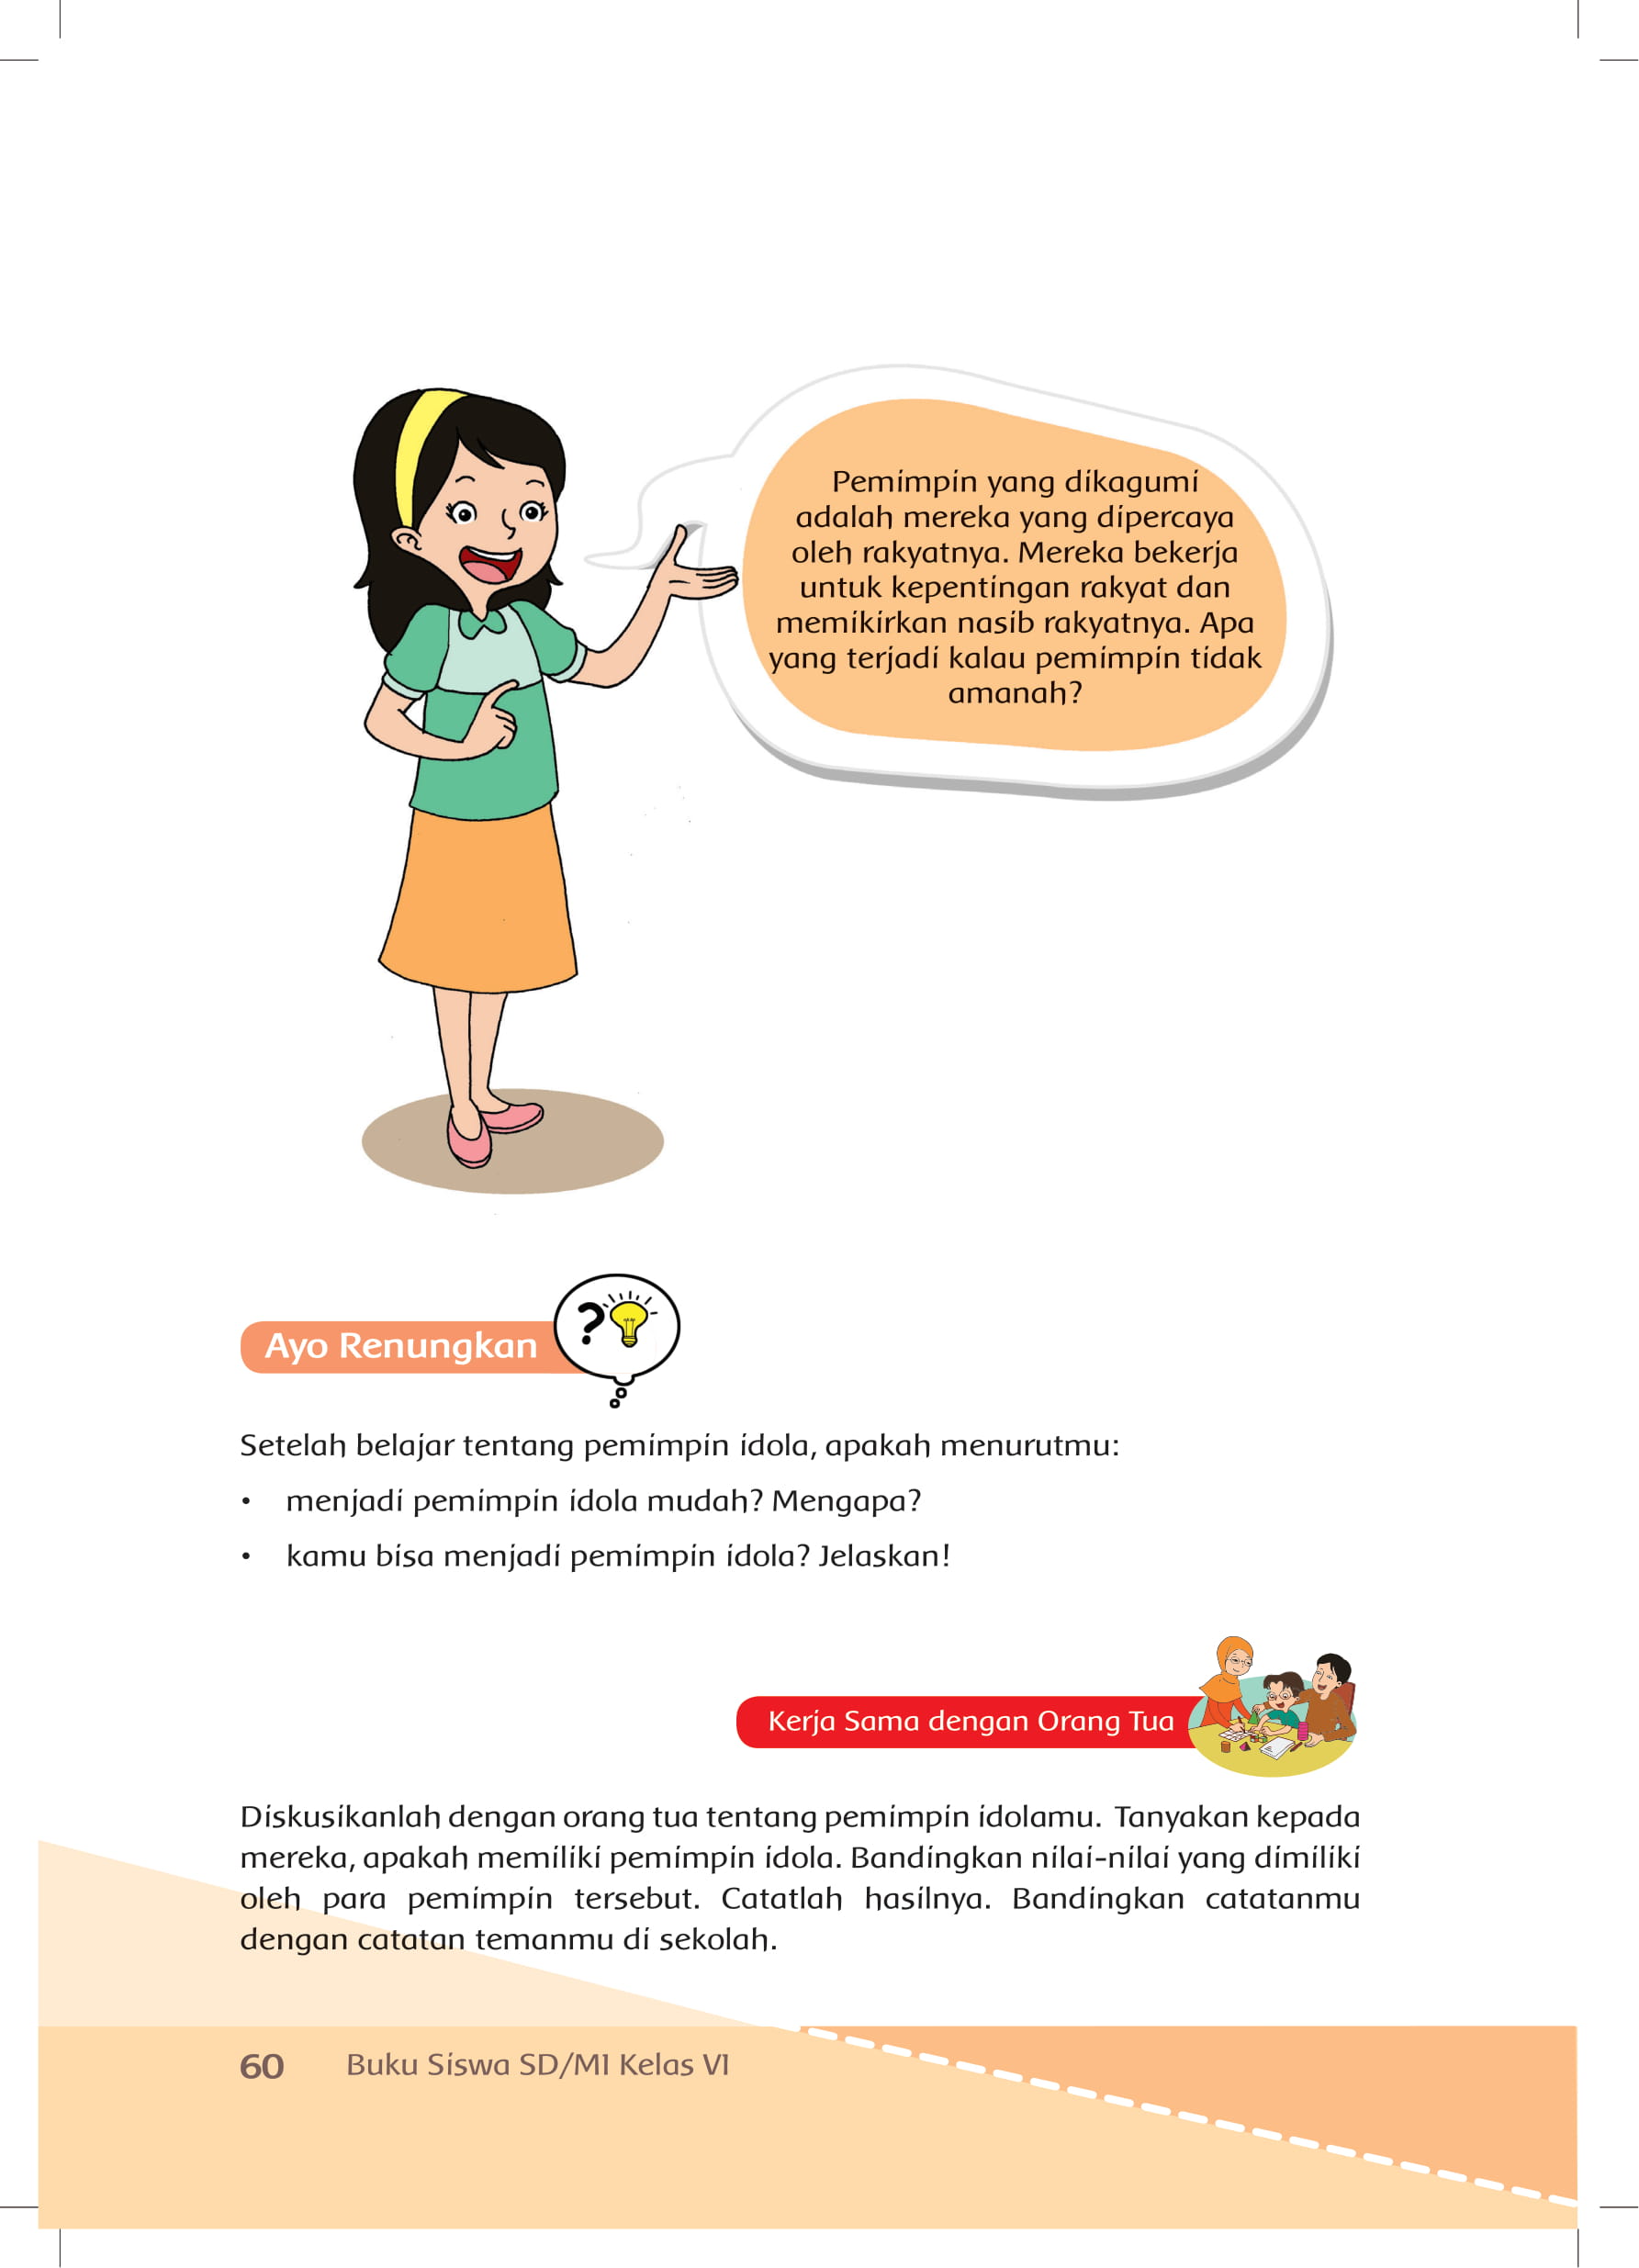 Pemimpin yang dikagumi
adalah mereka yang dipercaya
oleh rakyatnya. Mereka bekerja
untuk kepentingan rakyat dan
memikirkan nasib rakyatnya. Apa
yang terjadi kalau pemimpin tidak
amanah?
Ayo Renungkan
?
Setelah belajar tentang pemimpin idola, apakah menurutmu:
• menjadi pemimpin idola mudah? Mengapa?
• kamu bisa menjadi pemimpin idola? Jelaskan!
Kerja Sama dengan Orang Tua
Diskusikanlah dengan orang tua tentang pemimpin idolamu. Tanyakan kepada
mereka, apakah memiliki pemimpin idola. Bandingkan nilai-nilai yang dimiliki
oleh para pemimpin tersebut. Catatlah hasilnya. Bandingkan catatanmu
dengan catatan temanmu di sekolah.
60 Buku Siswa SD/MI Kelas VI